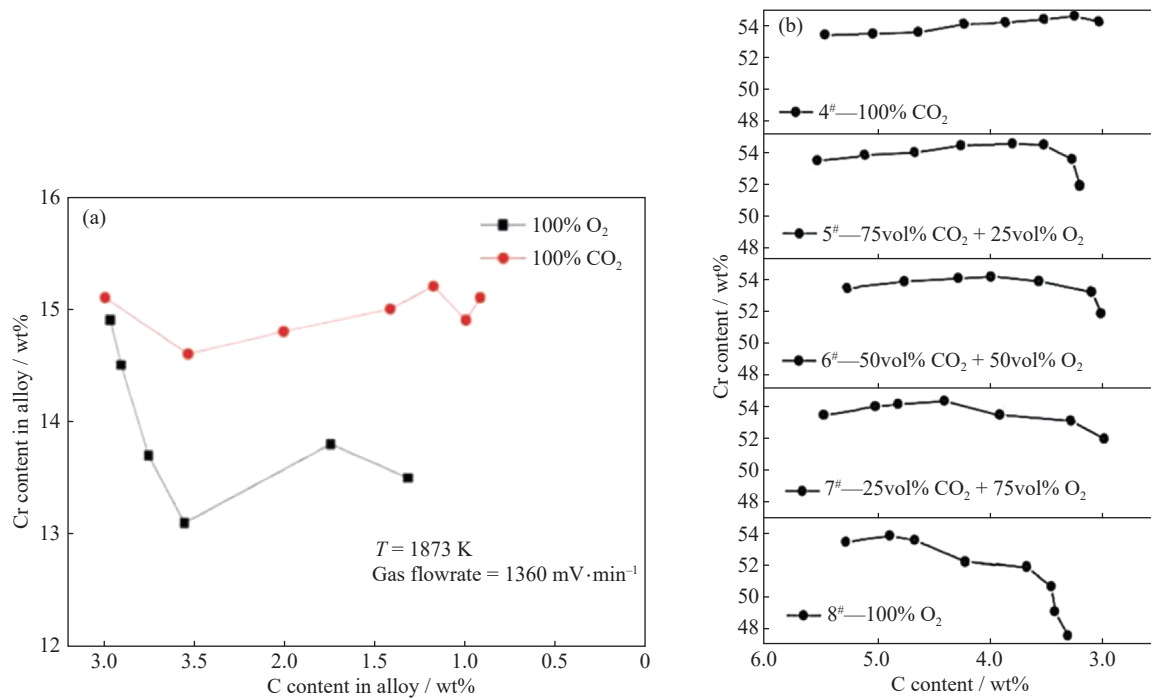 (a)
100% O₂
100% CO₂
T = 1873 K
Gas flowrate = 1360 mV·min⁻¹
Cr content in alloy / wt%
16
15
14
13
12
3.0 3.5 2.0 1.5 1.0 0.5 0
C content in alloy / wt%
(b)
54
52
50
48
4#—100% CO₂
54
52
50
48
5#—75vol% CO₂ + 25vol% O₂
54
52
50
48
6#—50vol% CO₂ + 50vol% O₂
54
52
50
48
7#—25vol% CO₂ + 75vol% O₂
54
52
50
48
8#—100% O₂
Cr content / wt%
6.0 5.0 4.0 3.0
C content / wt%